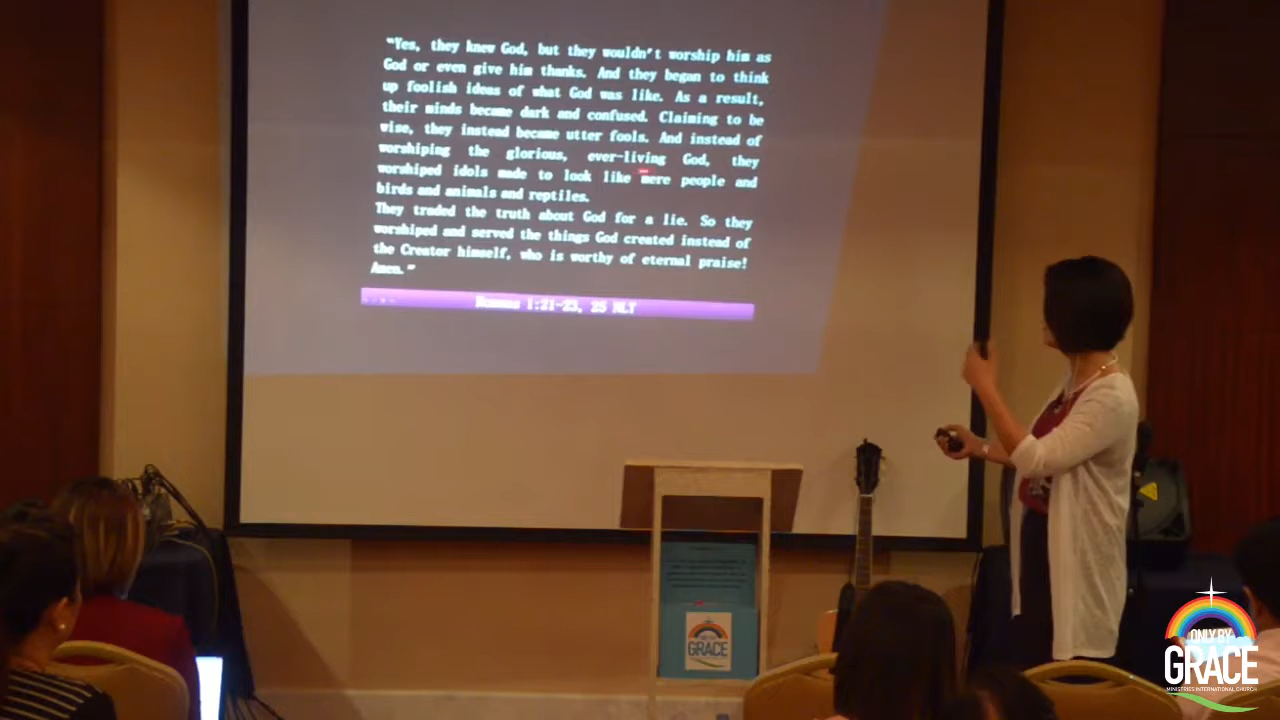 "Yes, they knew God, but they wouldn't worship him as
God or even give him thanks. And they began to think
up foolish ideas of what God was like. As a result,
their minds became dark and confused. Claiming to be
wise, they instead became utter fools. And instead of
worshiping the glorious, ever-living God, they
worshiped idols made to look like mere people and
birds and animals and reptiles.
They traded the truth about God for a lie. So they
worshiped and served the things God created instead of
the Creator himself, who is worthy of eternal praise!
Amen."
Romans 1:21-23, 25 NLT
GRACE
ONLY BY
GRACE
MINISTRIES INTERNATIONAL CHURCH